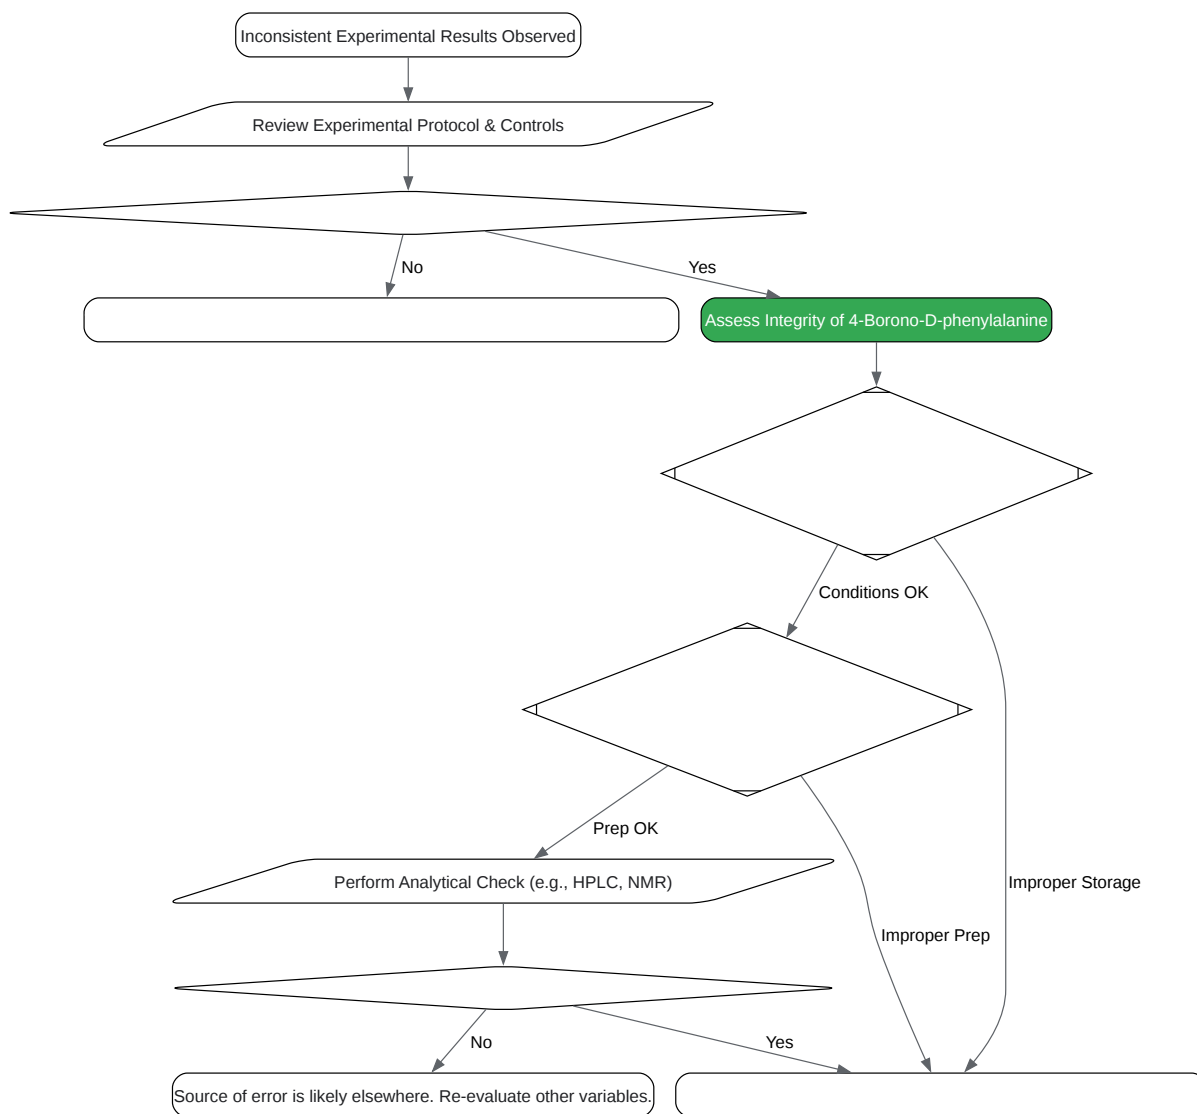 Inconsistent Experimental Results Observed
Review Experimental Protocol & Controls
No
Yes
Assess Integrity of 4-Borono-D-phenylalanine
Conditions OK
Prep OK
Perform Analytical Check (e.g., HPLC, NMR)
Improper Storage
Improper Prep
No
Yes
Source of error is likely elsewhere. Re-evaluate other variables.